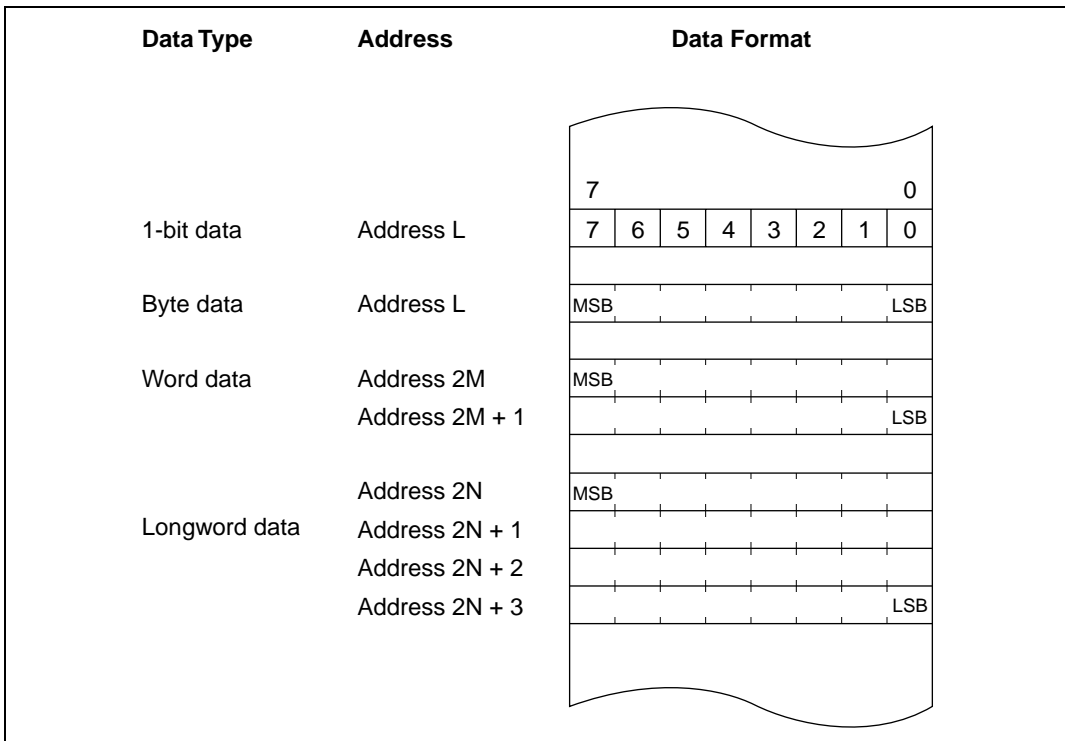 Data Type Address Data Format
7 0
1-bit data Address L 7 6 5 4 3 2 1 0
Byte data Address L MSB LSB
Word data Address 2M MSB
Address 2M + 1 LSB
Address 2N MSB
Longword data Address 2N + 1
Address 2N + 2
Address 2N + 3 LSB